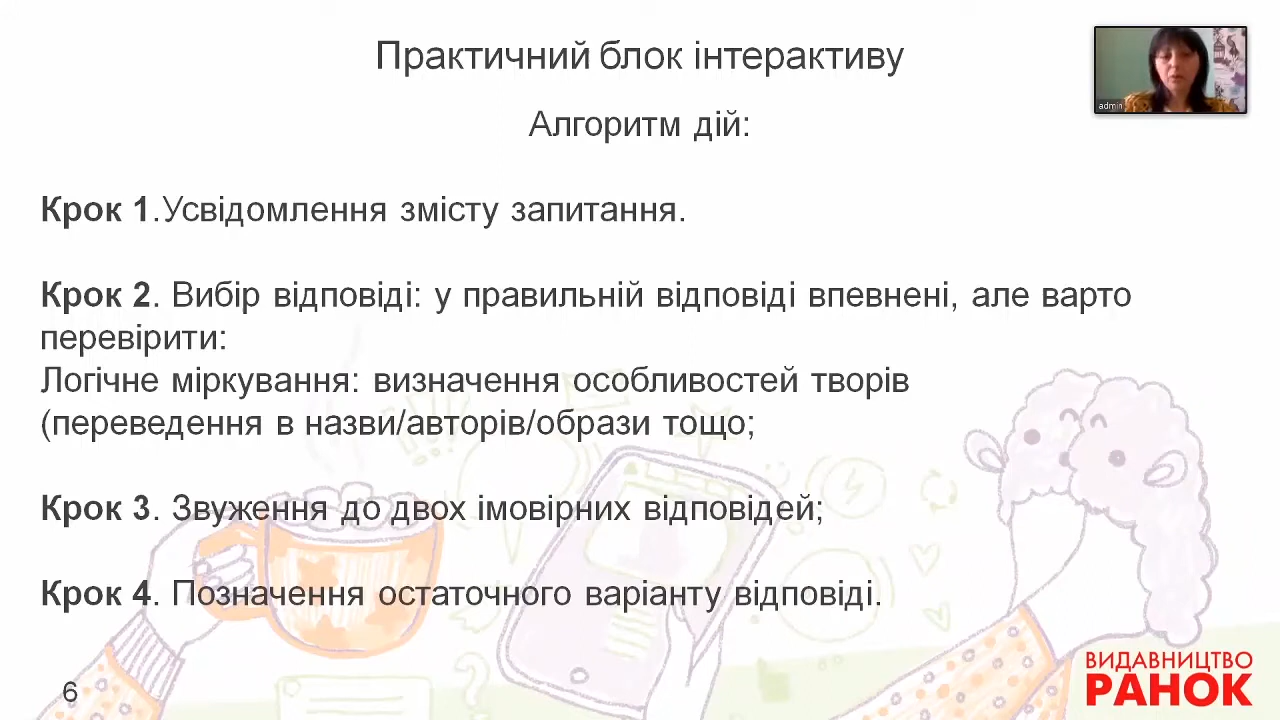 Практичний блок інтерактиву
admin
Алгоритм дій:
Крок 1.Усвідомлення змісту запитання.
Крок 2. Вибір відповіді: у правильній відповіді впевнені, але варто
перевірити:
Логічне міркування: визначення особливостей творів
(переведення в назви/авторів/образи тощо;
Крок 3. Звуження до двох імовірних відповідей;
Крок 4. Позначення остаточного варіанту відповіді.
6
ВИДАВНИЦТВО
РАНОК